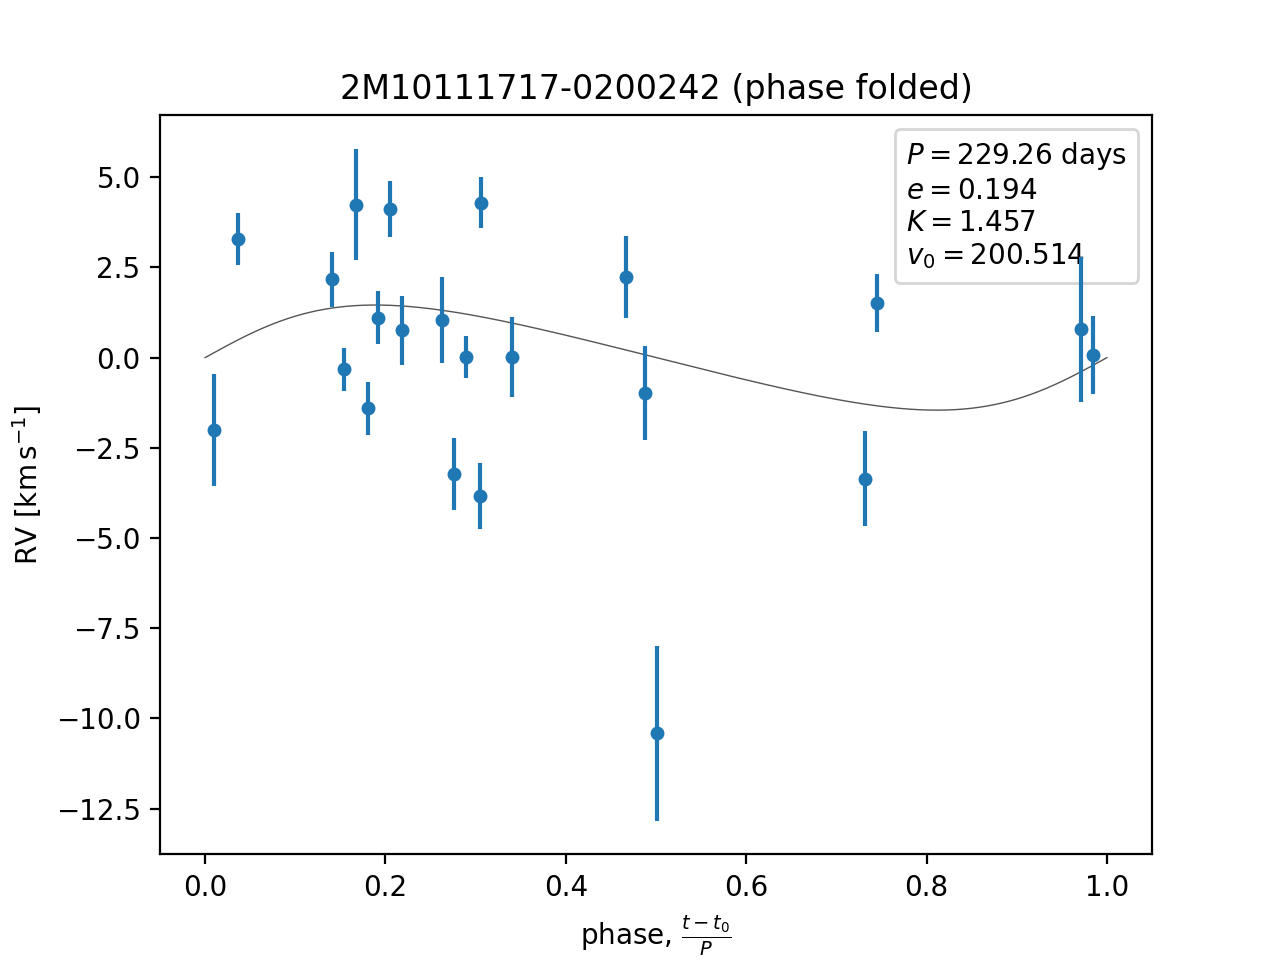 2M10111717-0200242 (phase folded)
P = 229.26 days
e = 0.194
K = 1.457
v₀ = 200.514
5.0
2.5
0.0
−2.5
−5.0
−7.5
−10.0
−12.5
RV [km s⁻¹]
0.0 0.2 0.4 0.6 0.8 1.0
phase, (t − t₀)/P